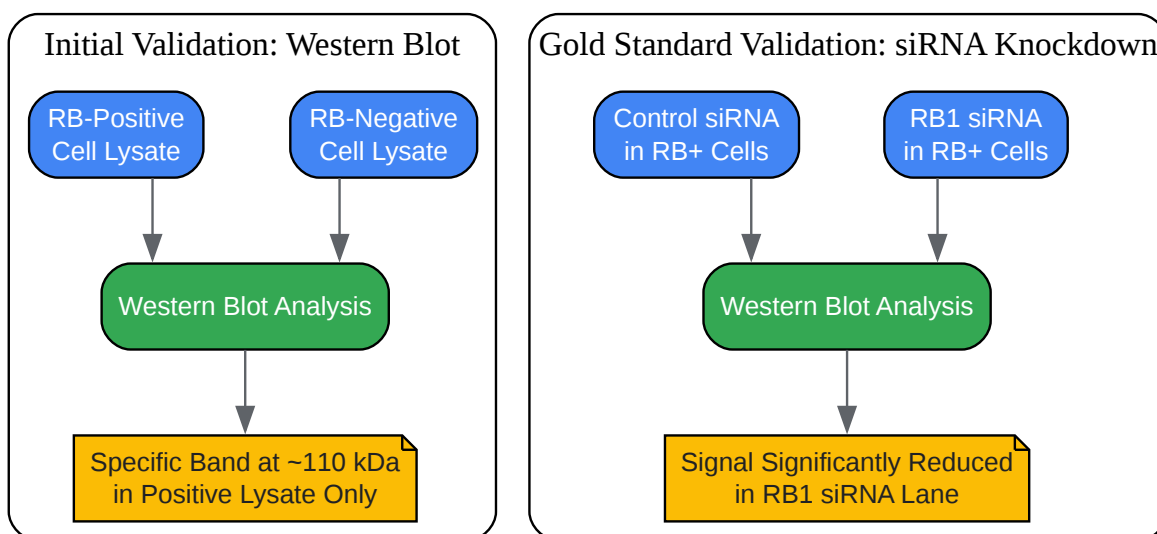 Initial Validation: Western Blot
RB-Positive
Cell Lysate
RB-Negative
Cell Lysate
Western Blot Analysis
Specific Band at ~110 kDa
in Positive Lysate Only
Gold Standard Validation: siRNA Knockdown
Control siRNA
in RB+ Cells
RB1 siRNA
in RB+ Cells
Western Blot Analysis
Signal Significantly Reduced
in RB1 siRNA Lane